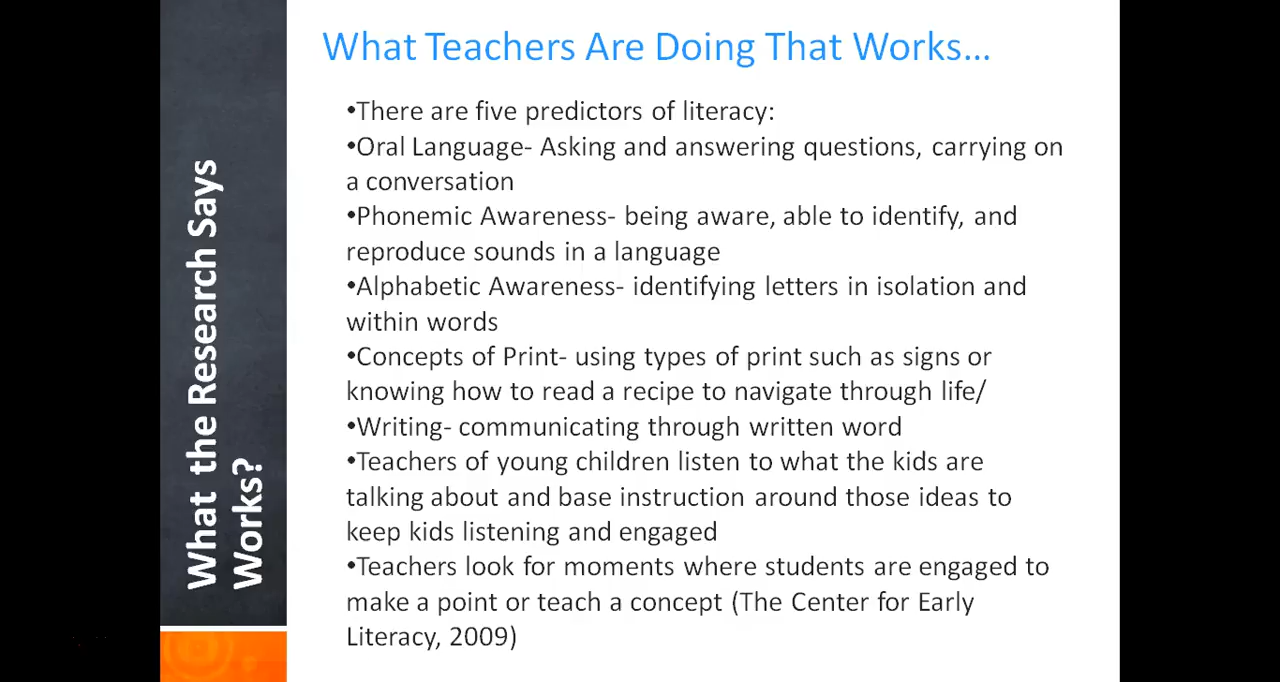 What Teachers Are Doing That Works…
•There are five predictors of literacy:
•Oral Language- Asking and answering questions, carrying on
a conversation
•Phonemic Awareness- being aware, able to identify, and
reproduce sounds in a language
•Alphabetic Awareness- identifying letters in isolation and
within words
•Concepts of Print- using types of print such as signs or
knowing how to read a recipe to navigate through life/
•Writing- communicating through written word
•Teachers of young children listen to what the kids are
talking about and base instruction around those ideas to
keep kids listening and engaged
•Teachers look for moments where students are engaged to
make a point or teach a concept (The Center for Early
Literacy, 2009)
What the Research Says
Works?